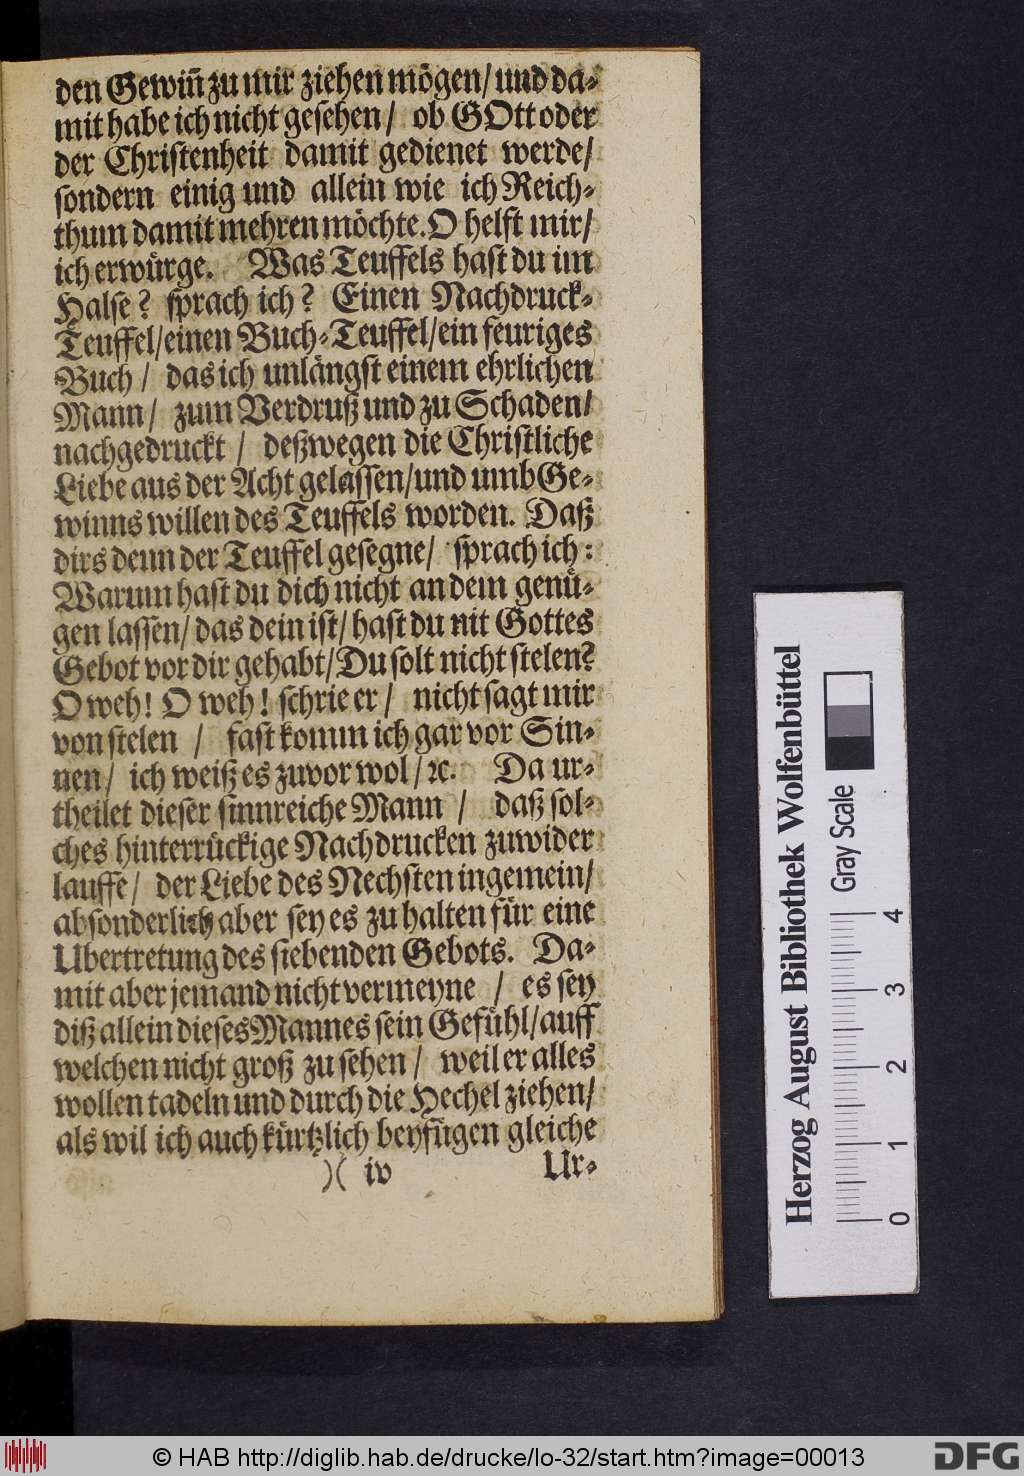 den Gewiñ zu mir ziehen mögen/ und da-
mit habe ich nicht gesehen/ ob GOtt oder
der Christenheit damit gedienet werde/
sondern einig und allein wie ich Reich-
thum damit mehren möchte. O helft mir/
ich erwürge. Was Teuffels hast du im
Halse? sprach ich? Einen Nachdruck-
Teuffel/ einen Buch-Teuffel/ ein feuriges
Buch/ das ich unlängst einem ehrlichen
Mann/ zum Verdruß und zu Schaden/
nachgedruckt/ deßwegen die Christliche
Liebe aus der Acht gelassen/ und umb Ge-
winns willen des Teuffels worden. Daß
dirs denn der Teuffel gesegne/ sprach ich:
Warum hast du dich nicht an dem genü-
gen lassen/ das dein ist/ hast du nit Gottes
Gebot vor dir gehabt/ Du solt nicht stelen?
O weh! O weh! schrie er/ nicht sagt mir
von stelen / fast komm ich gar vor Sin-
nen/ ich weiß es zuvor wol/ ꝛc. Da ur-
theilet dieser sinnreiche Mann / daß sol-
ches hinterrückige Nachdrucken zuwider
lauffe/ der Liebe des Nechsten ingemein/
absonderlich aber sey es zu halten für eine
Ubertretung des siebenden Gebots. Da-
mit aber jemand nicht vermeyne / es sey
diß allein dieses Mannes sein Gefühl/ auff
welchen nicht groß zu sehen/ weil er alles
wollen tadeln und durch die Hechel ziehen/
als wil ich auch kürtzlich beyfügen gleiche
)( iv Ur-
Herzog August Bibliothek Wolfenbüttel
Gray Scale
0 1 2 3 4
© HAB http://diglib.hab.de/drucke/lo-32/start.htm?image=00013
DFG